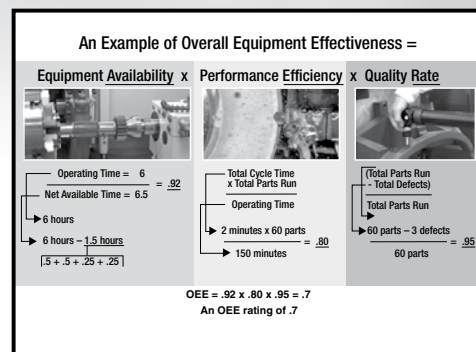 An Example of Overall Equipment Effectiveness =
Equipment Availability x Performance Efficiency x Quality Rate
Operating Time = 6
Net Available Time = 6.5
= .92
6 hours
6 hours – 1.5 hours
.5 + .5 + .25 + .25
Total Cycle Time
x Total Parts Run
Operating Time
2 minutes x 60 parts
150 minutes
= .80
(Total Parts Run
- Total Defects)
Total Parts Run
60 parts – 3 defects
60 parts
= .95
OEE = .92 x .80 x .95 = .7
An OEE rating of .7